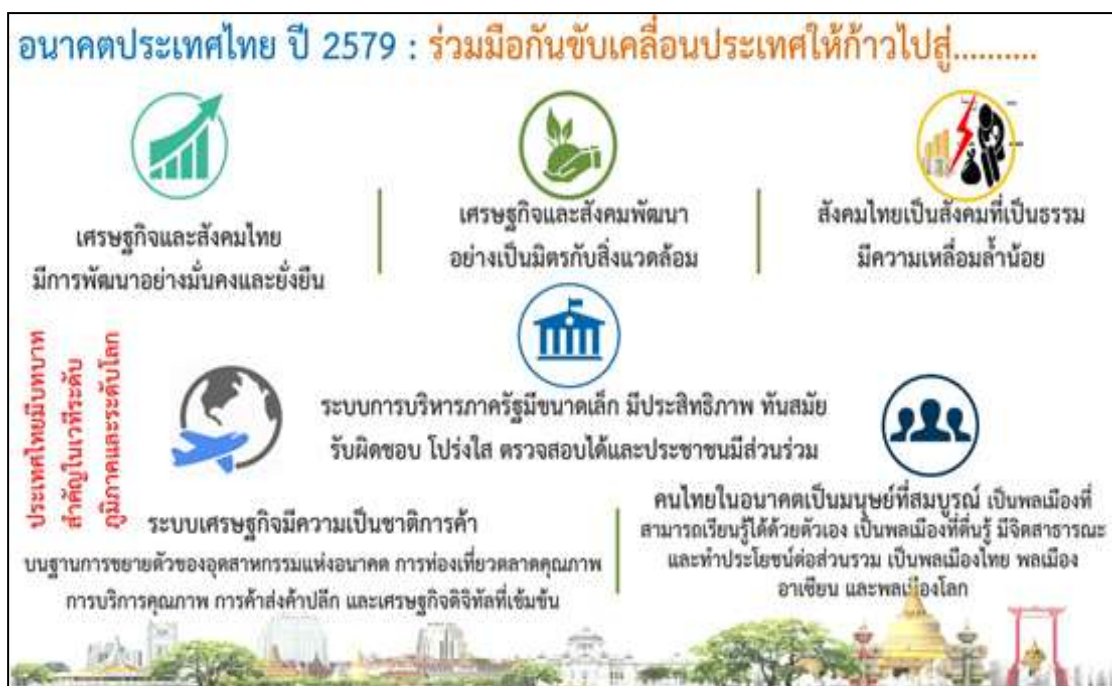 อนาคตประเทศไทย ปี 2579 : ร่วมมือกันขับเคลื่อนประเทศให้ก้าวไปสู่..........
เศรษฐกิจและสังคมไทย
มีการพัฒนาอย่างมั่นคงและยั่งยืน
เศรษฐกิจและสังคมพัฒนา
อย่างเป็นมิตรกับสิ่งแวดล้อม
สังคมไทยเป็นสังคมที่เป็นธรรม
มีความเหลื่อมล้ำน้อย
ประเทศไทยมีบทบาท
สำคัญในเวทีระดับ
ภูมิภาคและระดับโลก
ระบบการบริหารภาครัฐมีขนาดเล็ก มีประสิทธิภาพ ทันสมัย
รับผิดชอบ โปร่งใส ตรวจสอบได้และประชาชนมีส่วนร่วม
ระบบเศรษฐกิจมีความเป็นชาติการค้า
บนฐานการขยายตัวของอุตสาหกรรมแห่งอนาคต การท่องเที่ยวตลาดคุณภาพ
การบริการคุณภาพ การค้าส่งค้าปลีก และเศรษฐกิจดิจิทัลที่เข้มข้น
คนไทยในอนาคตเป็นมนุษย์ที่สมบูรณ์ เป็นพลเมืองที่
สามารถเรียนรู้ได้ด้วยตัวเอง เป็นพลเมืองที่ตื่นรู้ มีจิตสาธารณะ
และทำประโยชน์ต่อส่วนรวม เป็นพลเมืองไทย พลเมือง
อาเซียน และพลเมืองโลก